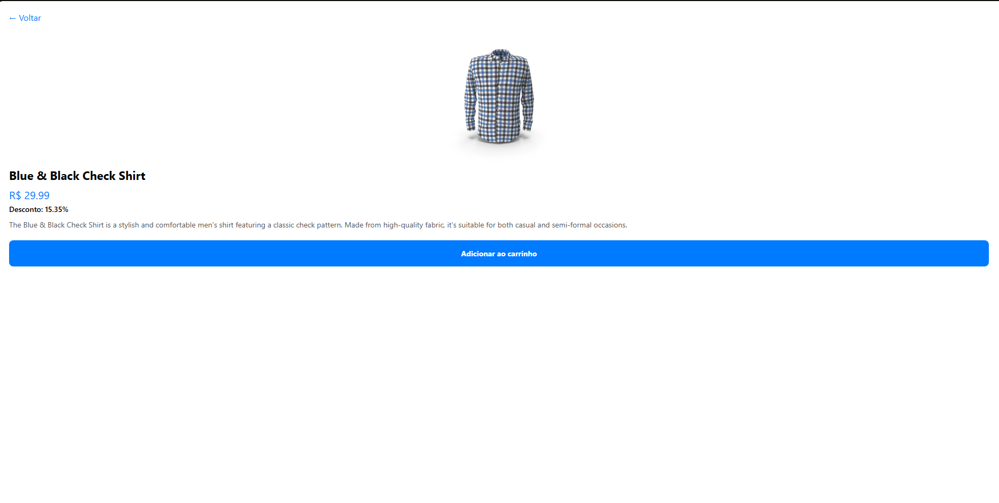 ← Voltar
Blue & Black Check Shirt
R$ 29.99
Desconto: 15.35%
The Blue & Black Check Shirt is a stylish and comfortable men's shirt featuring a classic check pattern. Made from high-quality fabric, it's suitable for both casual and semi-formal occasions.
Adicionar ao carrinho